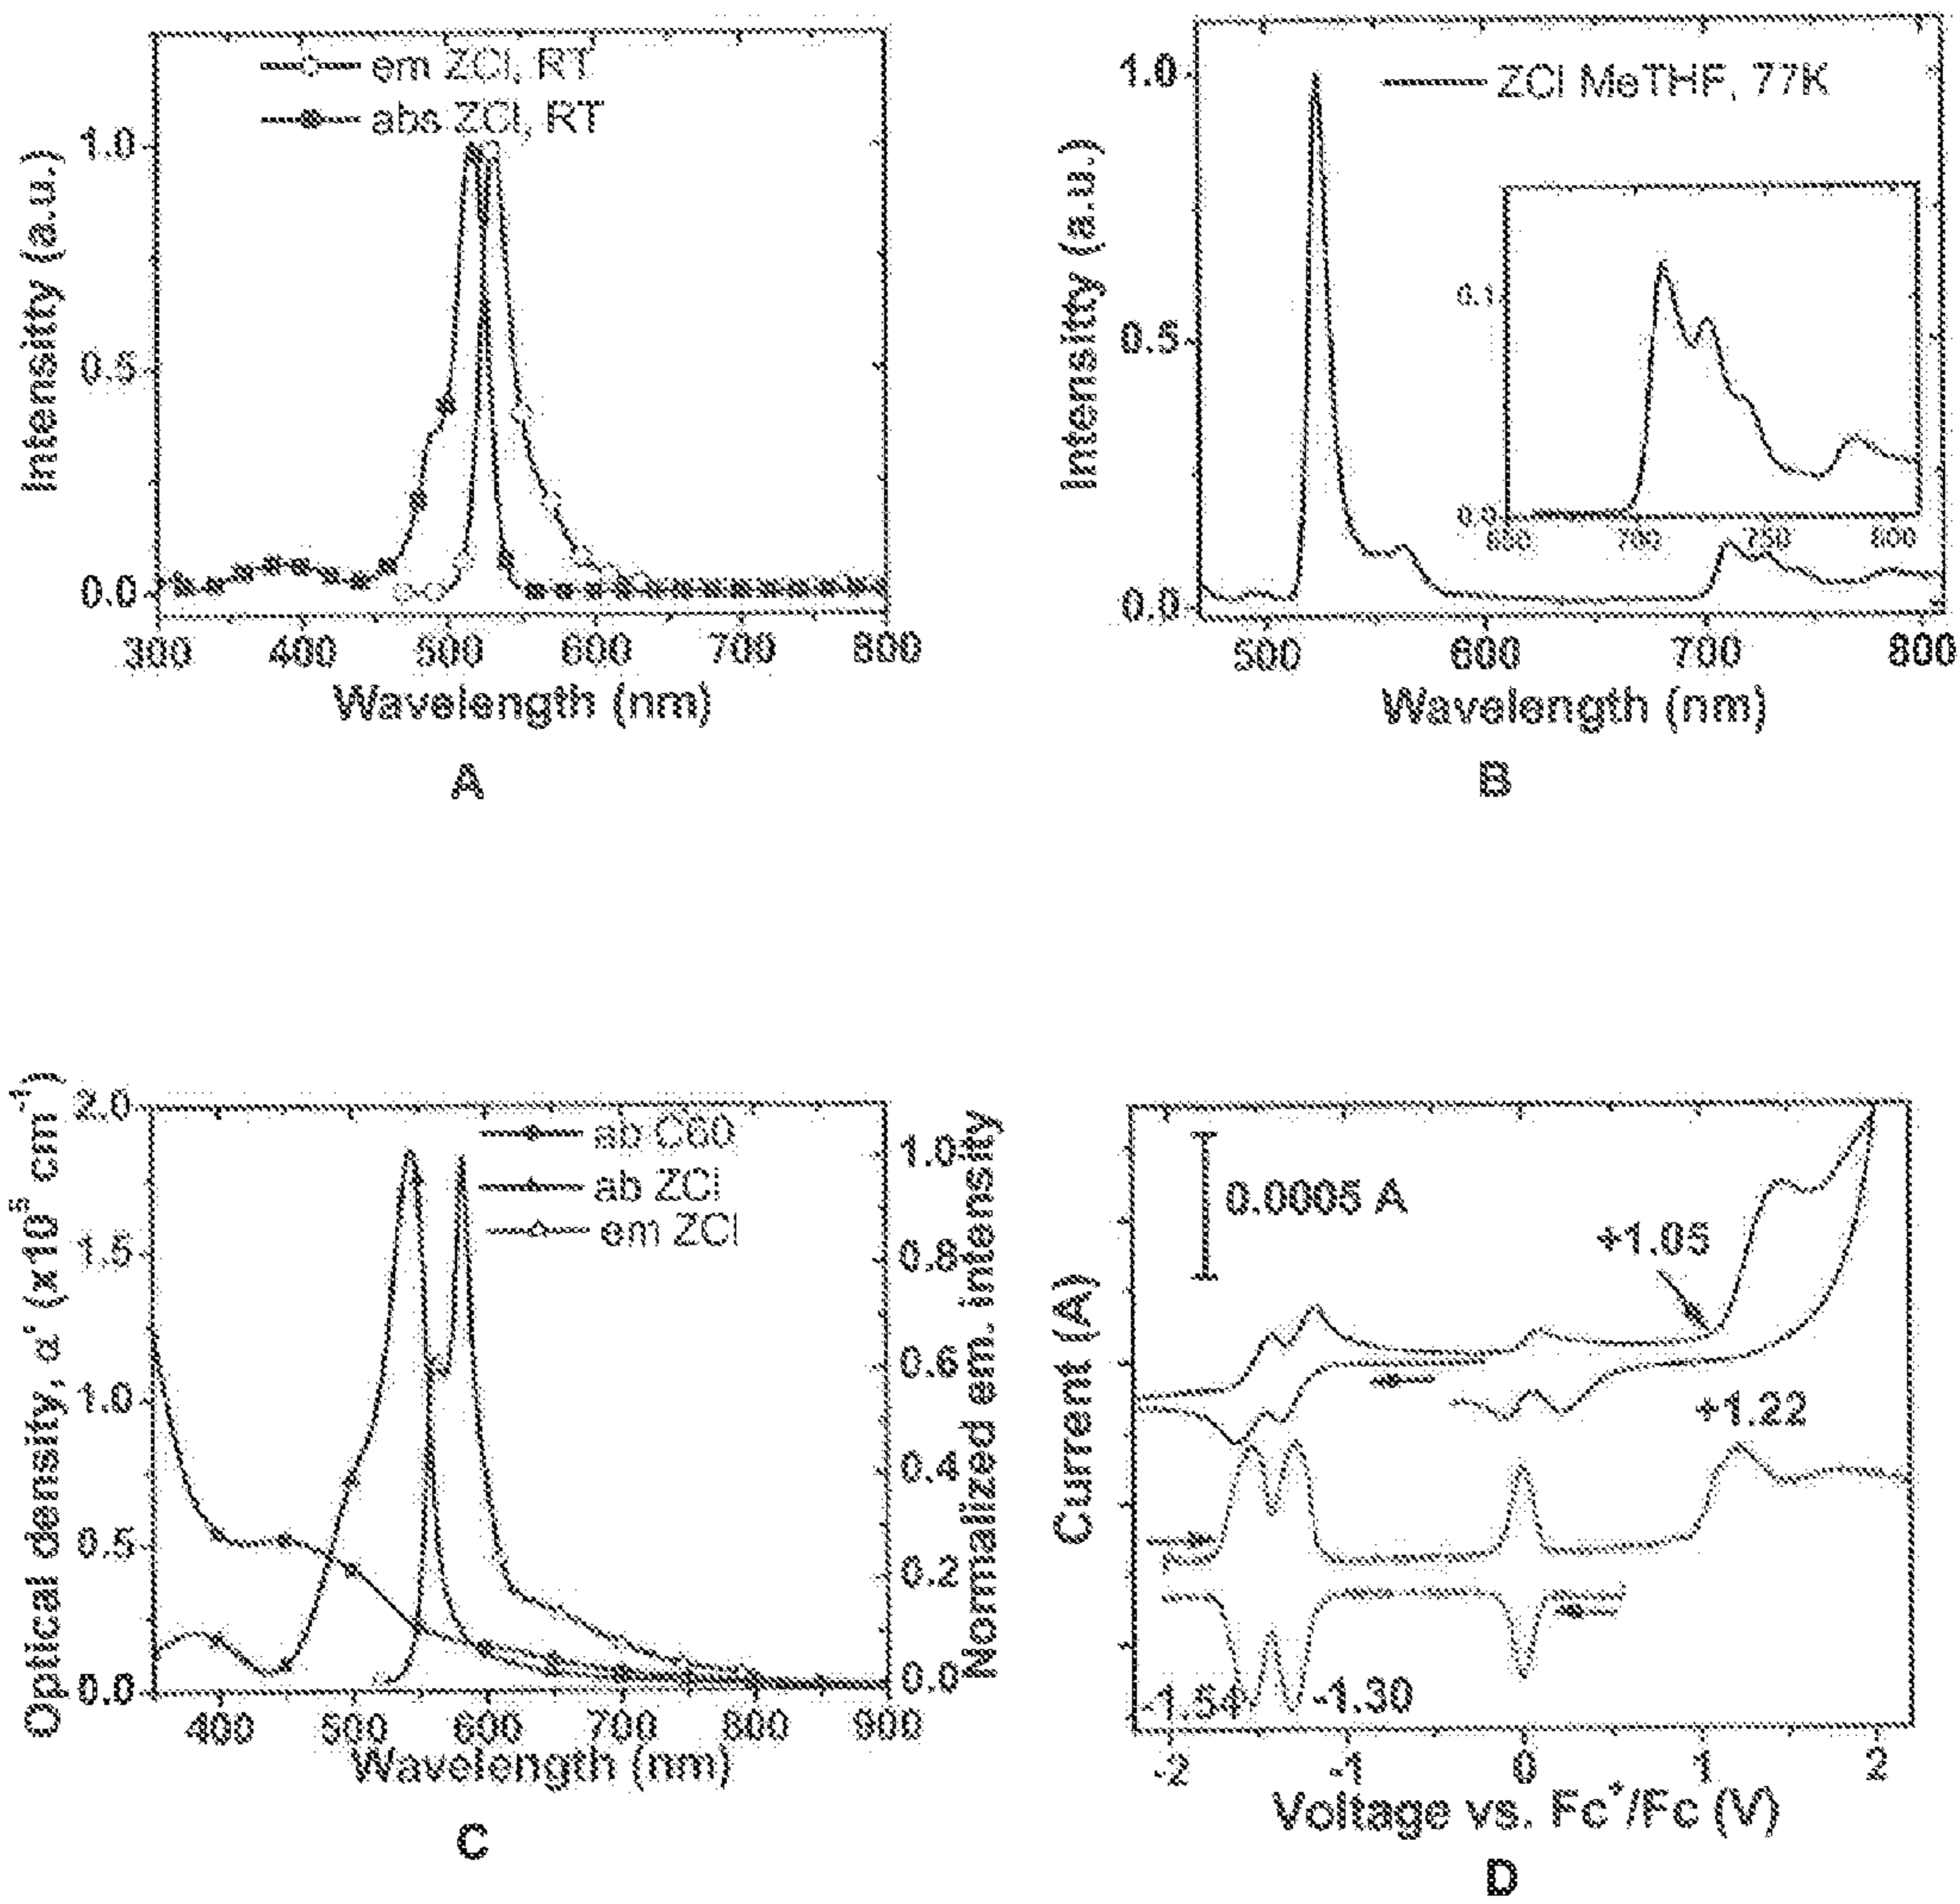 em ZCl, RT
abs ZCl, RT
1.0
0.5
0.0
Intensity (a.u.)
300 400 500 600 700 800
Wavelength (nm)
A
ZCl MeTHF, 77K
1.0
0.5
0.0
Intensity (a.u.)
0.1
0.0
650 700 750 800
500 600 700 800
Wavelength (nm)
B
ab C60
ab ZCl
em ZCl
2.0
1.5
1.0
0.5
0.0
Optical density, α' (x10⁵ cm⁻¹)
1.0
0.8
0.6
0.4
0.2
0.0
Normalized em. intensity
400 500 600 700 800 900
Wavelength (nm)
C
0.0005 A
+1.05
+1.22
-1.54
-1.30
Current (A)
-2 -1 0 1 2
Voltage vs. Fc⁺/Fc (V)
D